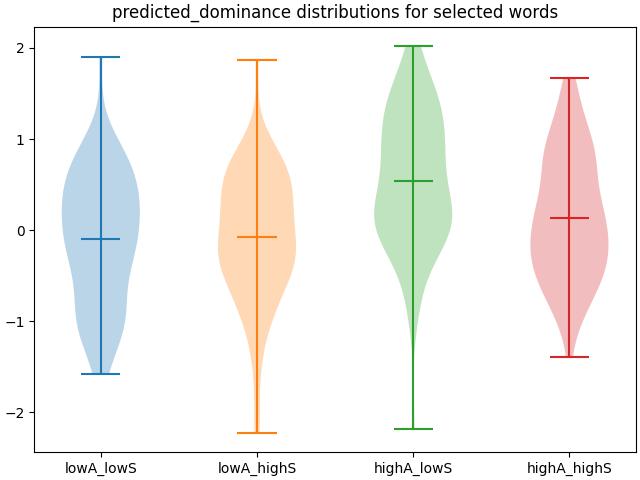 predicted_dominance distributions for selected words
2
1
0
−1
−2
lowA_lowS lowA_highS highA_lowS highA_highS